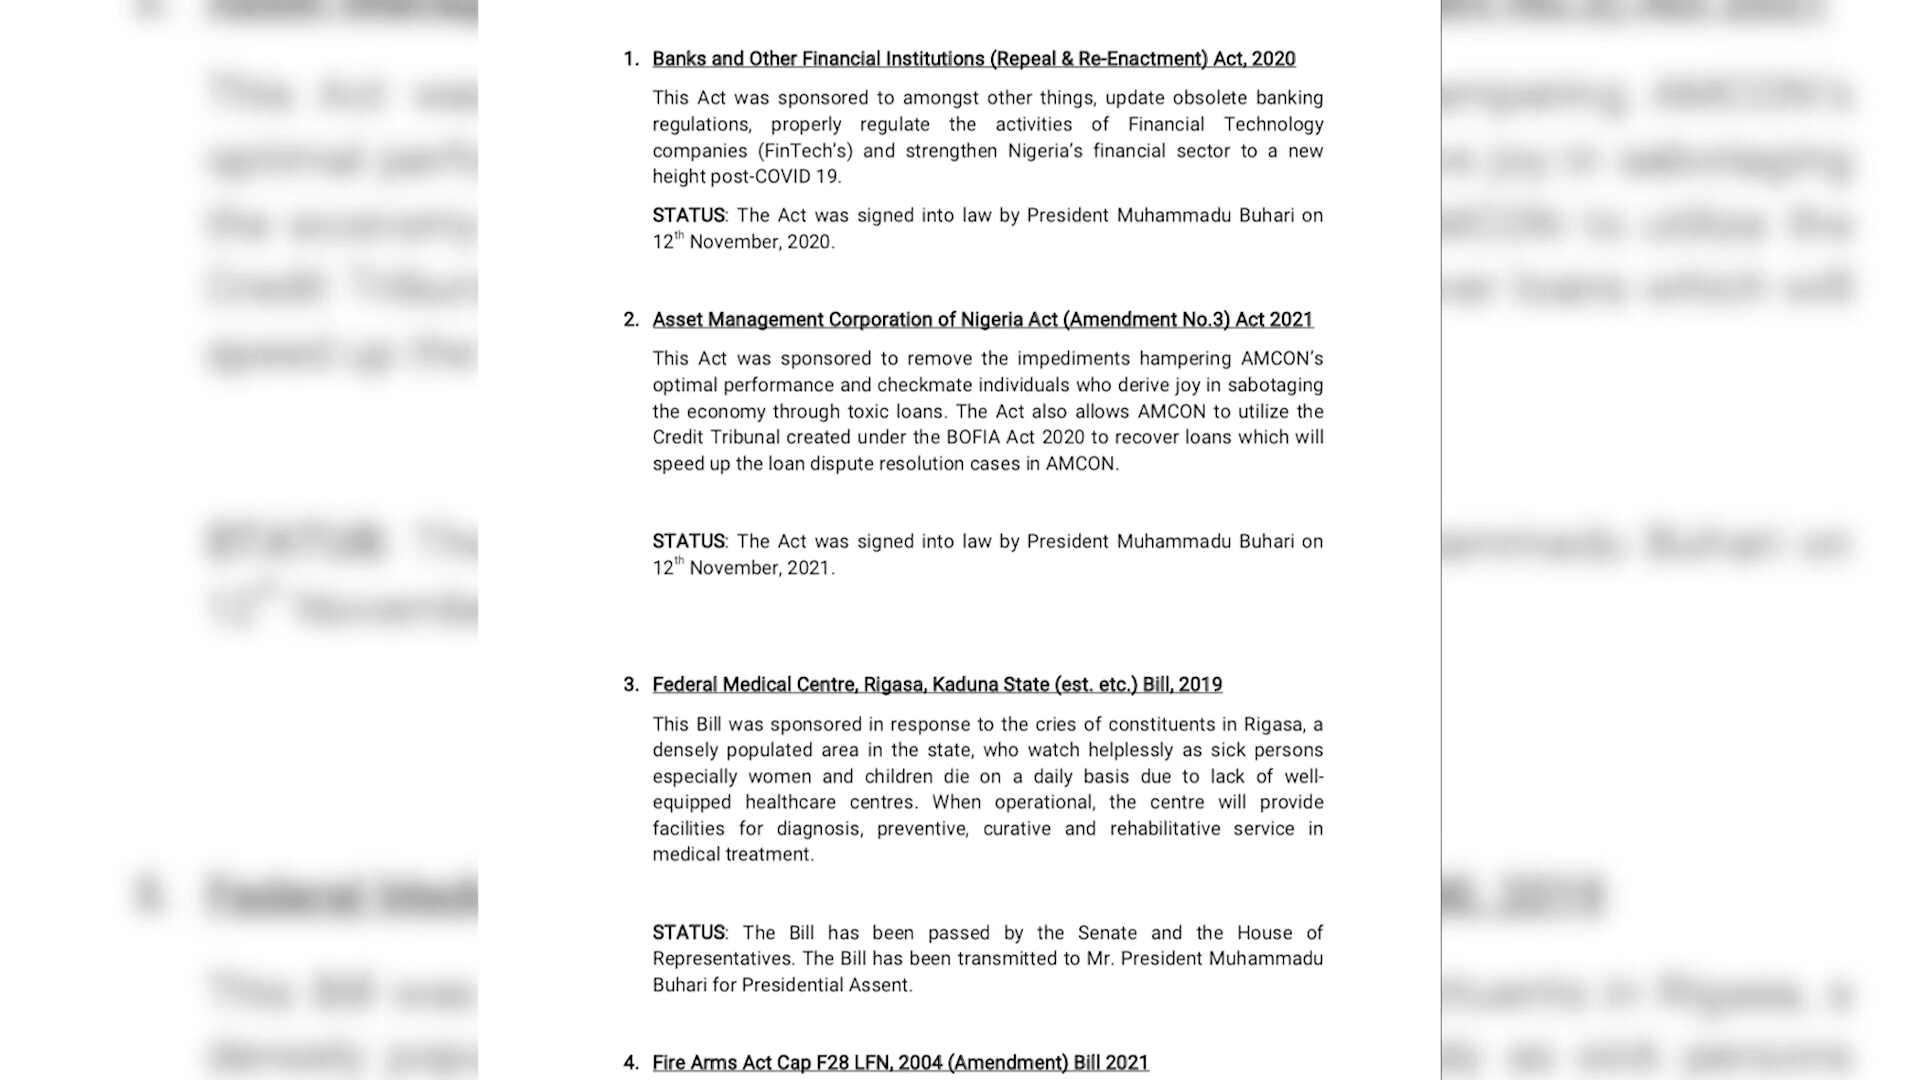 1. Banks and Other Financial Institutions (Repeal & Re-Enactment) Act, 2020
This Act was sponsored to amongst other things, update obsolete banking
regulations, properly regulate the activities of Financial Technology
companies (FinTech's) and strengthen Nigeria's financial sector to a new
height post-COVID 19.
STATUS: The Act was signed into law by President Muhammadu Buhari on
12th November, 2020.
2. Asset Management Corporation of Nigeria Act (Amendment No.3) Act 2021
This Act was sponsored to remove the impediments hampering AMCON's
optimal performance and checkmate individuals who derive joy in sabotaging
the economy through toxic loans. The Act also allows AMCON to utilize the
Credit Tribunal created under the BOFIA Act 2020 to recover loans which will
speed up the loan dispute resolution cases in AMCON.
STATUS: The Act was signed into law by President Muhammadu Buhari on
12th November, 2021.
3. Federal Medical Centre, Rigasa, Kaduna State (est. etc.) Bill, 2019
This Bill was sponsored in response to the cries of constituents in Rigasa, a
densely populated area in the state, who watch helplessly as sick persons
especially women and children die on a daily basis due to lack of well-
equipped healthcare centres. When operational, the centre will provide
facilities for diagnosis, preventive, curative and rehabilitative service in
medical treatment.
STATUS: The Bill has been passed by the Senate and the House of
Representatives. The Bill has been transmitted to Mr. President Muhammadu
Buhari for Presidential Assent.
4. Fire Arms Act Cap F28 LFN, 2004 (Amendment) Bill 2021